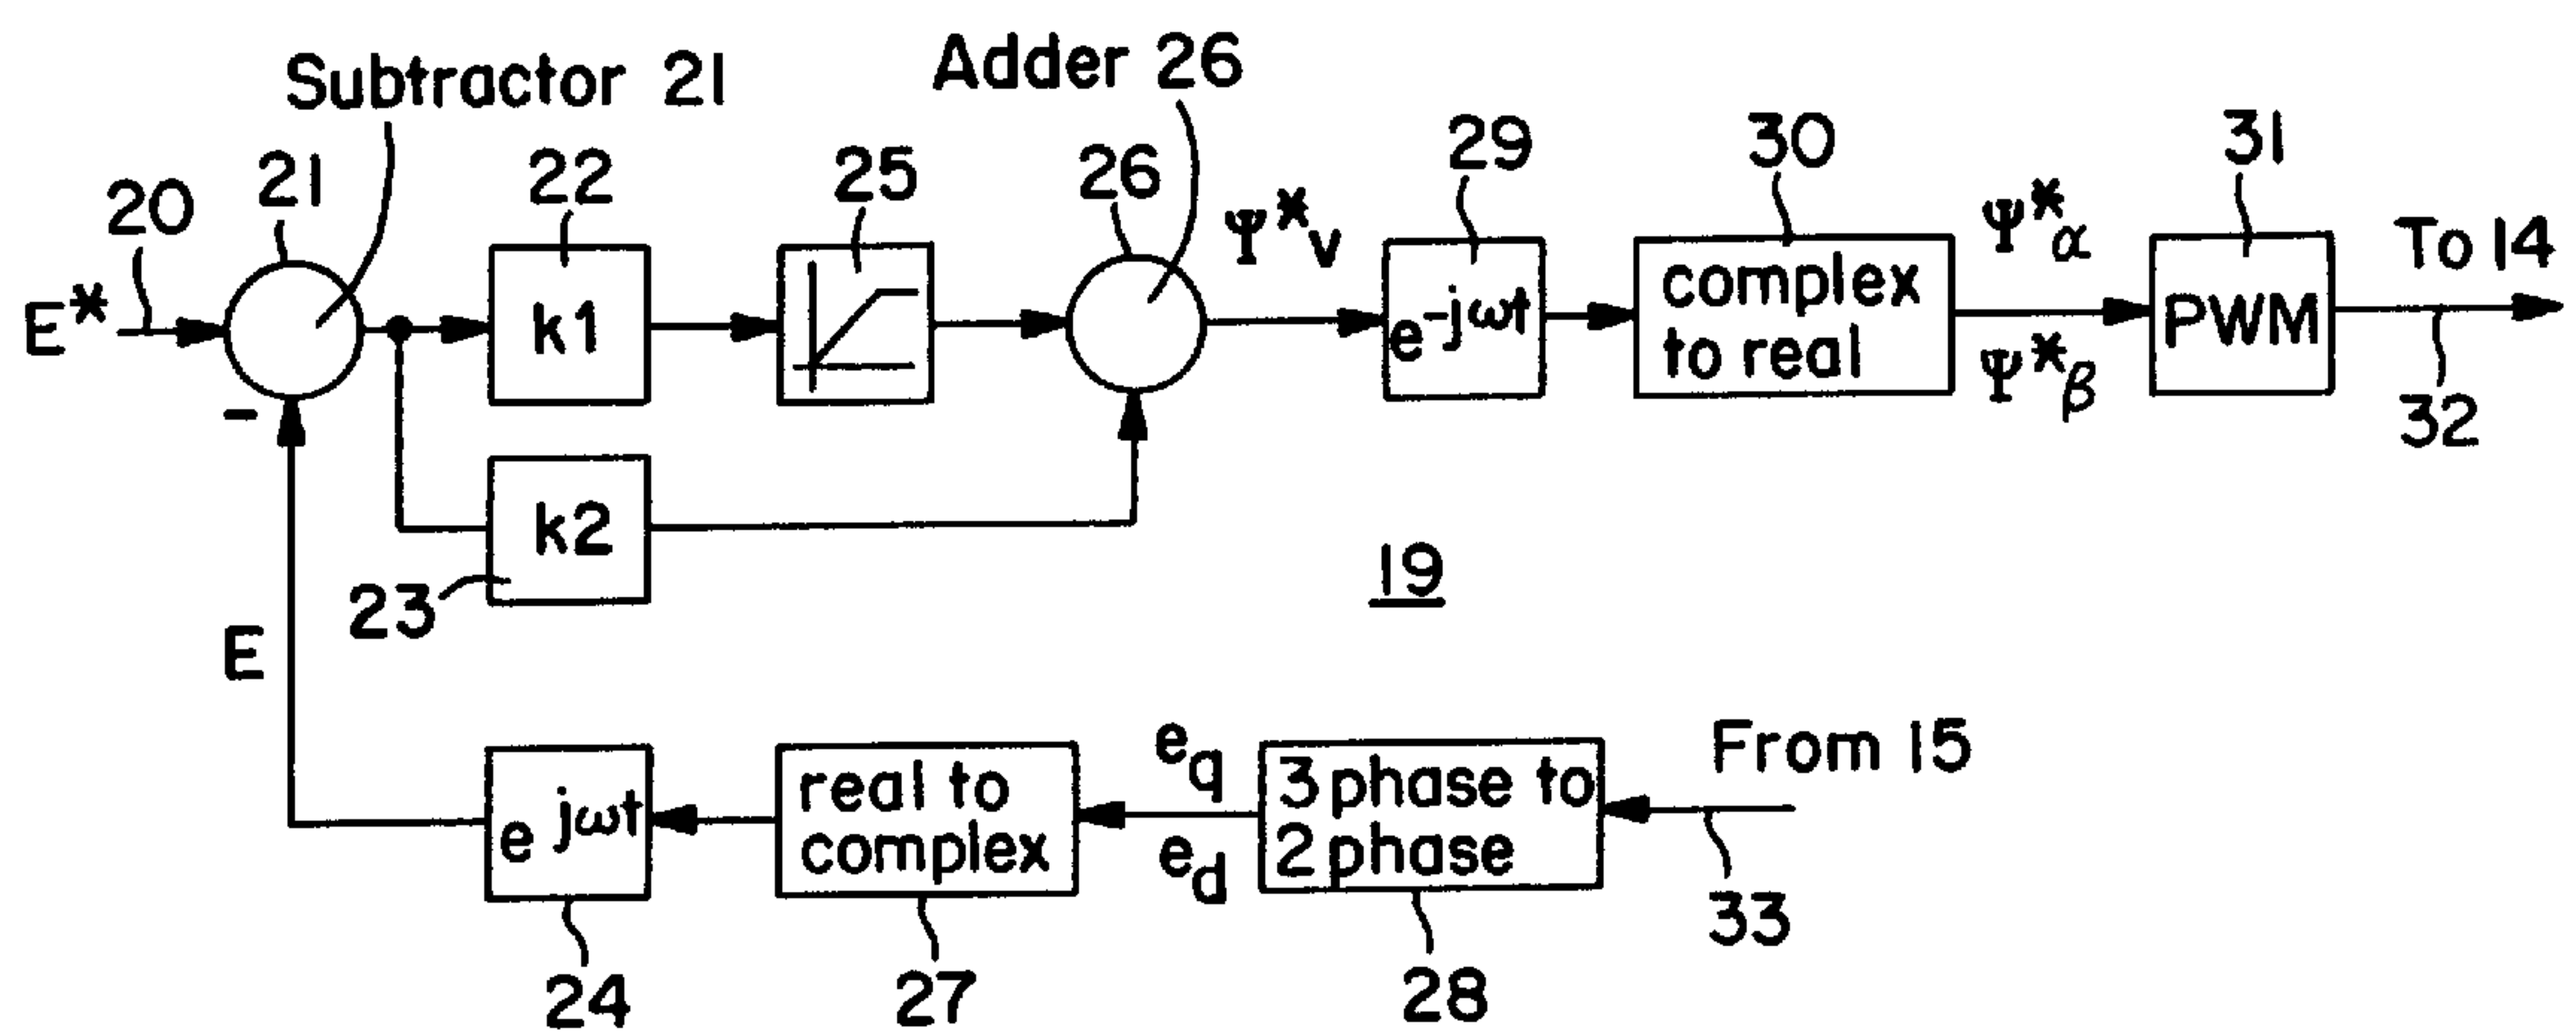 Subtractor 21
Adder 26
20
21
22
25
26
29
30
31
E*
k1
Ψ*v
e-jωt
complex
to real
Ψ*α
Ψ*β
PWM
To 14
32
-
k2
23
19
E
e jωt
24
real to
complex
27
eq
ed
3 phase to
2 phase
28
From 15
33